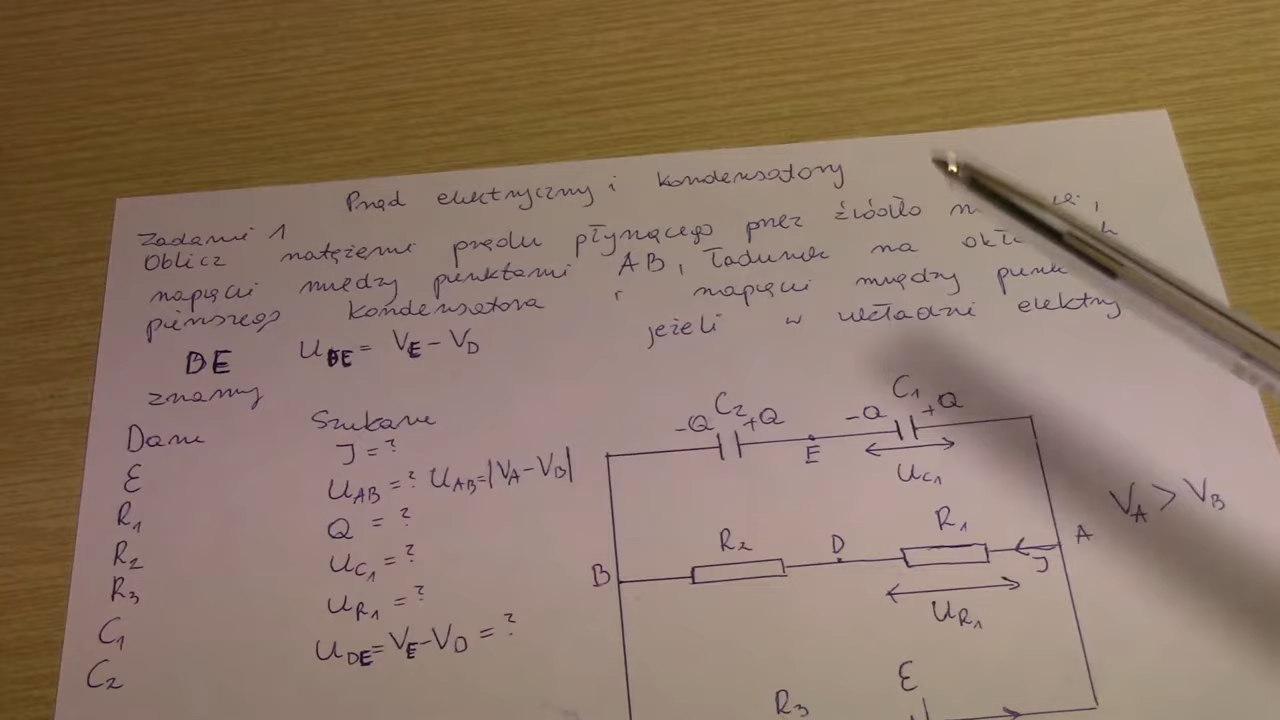 Prąd elektryczny i kondensatory
Zadanie 1
Oblicz natężenie prądu płynącego przez źródło
napięcie między punktami AB, ładunek na
pierwszego kondensatora i napięcie między
DE U_DE = V_E - V_D jeżeli w układzie
znamy
Dane Szukane
ε J = ?
R₁ U_AB = ? U_AB = |V_A - V_B|
R₂ Q = ?
R₃ U_C₁ = ?
C₁ U_R₁ = ?
C₂ U_DE = V_E - V_D = ?
-Q C₂ +Q -Q C₁ +Q
E U_C₁
V_A > V_B
R₂ D R₁ A
B J
U_R₁
R₃ ε